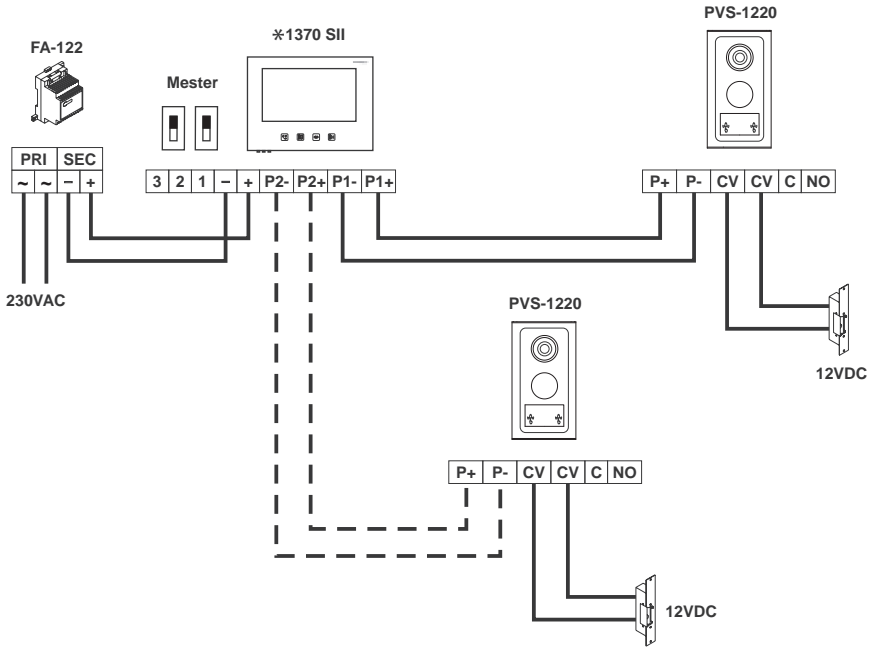 PVS-1220
✳1370 SII
FA-122
Mester
PRI SEC
~ ~ – +
3 2 1 – + P2- P2+ P1- P1+
P+ P- CV CV C NO
230VAC
PVS-1220
12VDC
P+ P- CV CV C NO
12VDC